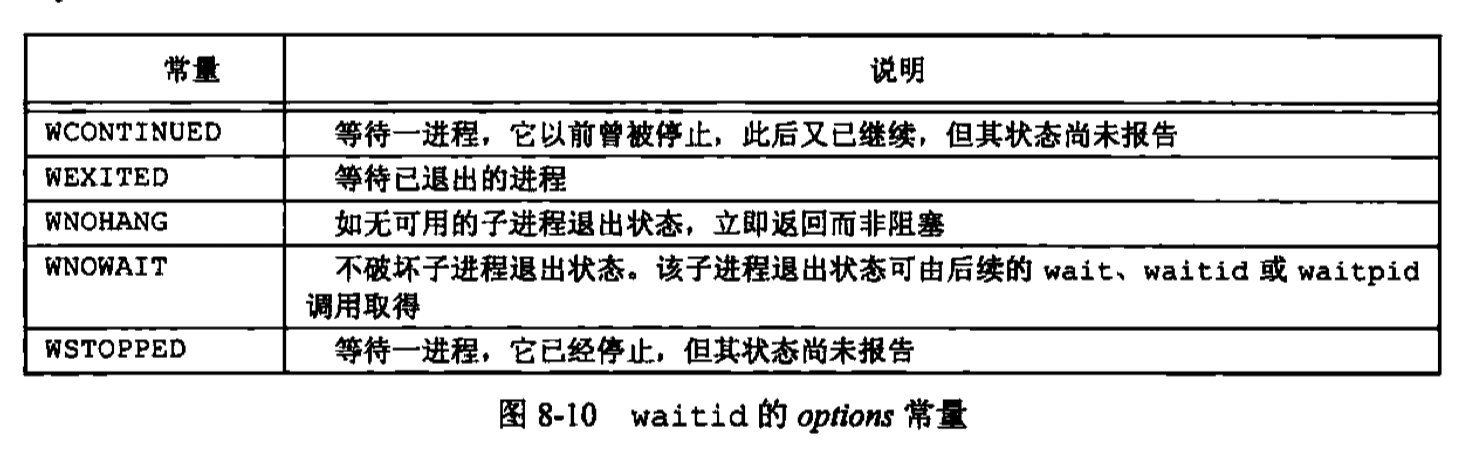 常量 说明
WCONTINUED 等待一进程，它以前曾被停止，此后又已继续，但其状态尚未报告
WEXITED 等待已退出的进程
WNOHANG 如无可用的子进程退出状态，立即返回而非阻塞
WNOWAIT 不破坏子进程退出状态。该子进程退出状态可由后续的 wait、waitid 或 waitpid
调用取得
WSTOPPED 等待一进程，它已经停止，但其状态尚未报告
图 8-10 waitid 的 options 常量